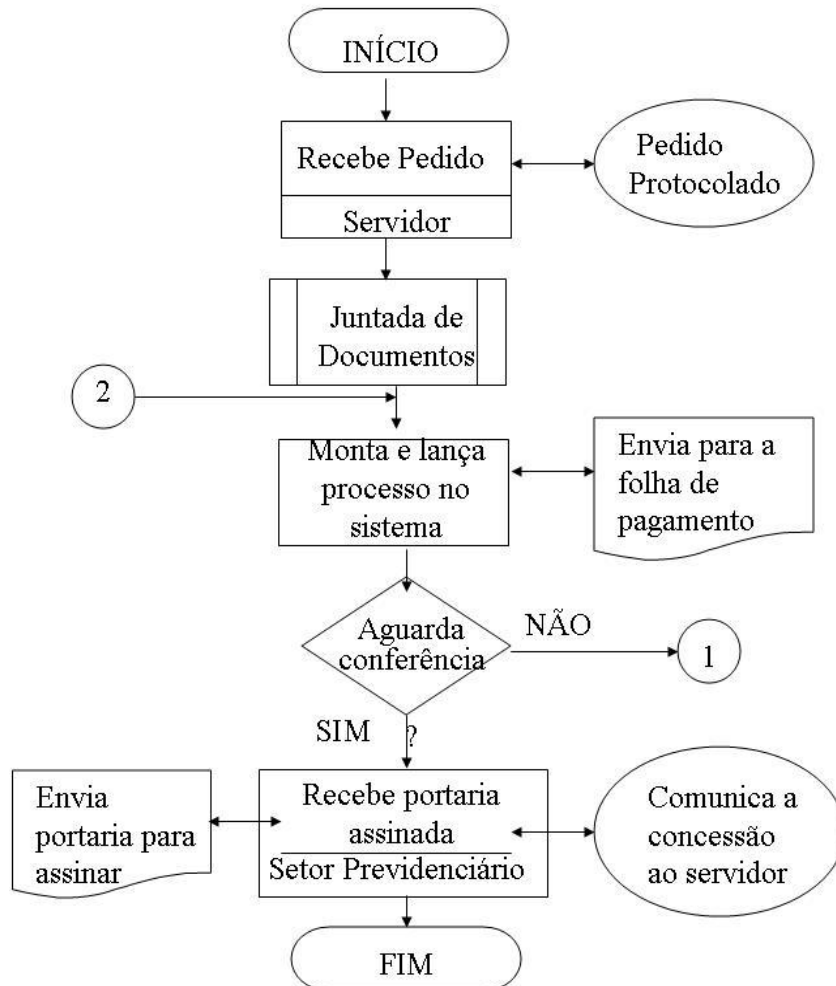 INÍCIO
Recebe Pedido
Servidor
Pedido
Protocolado
Juntada de
Documentos
2
Monta e lança
processo no
sistema
Envia para a
folha de
pagamento
Aguarda
conferência
NÃO
1
SIM ?
Envia
portaria para
assinar
Recebe portaria
assinada
Setor Previdenciário
Comunica a
concessão
ao servidor
FIM